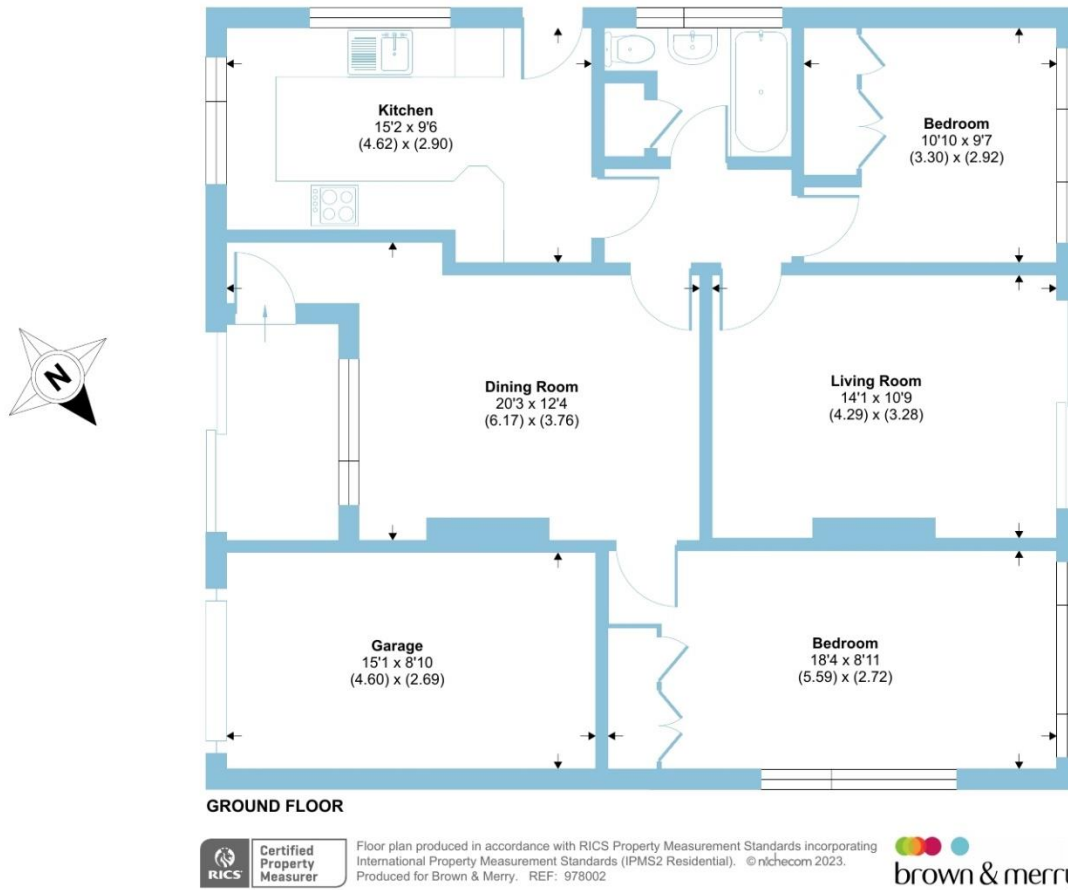 Kitchen
15'2 x 9'6
(4.62) x (2.90)
Bedroom
10'10 x 9'7
(3.30) x (2.92)
N
Dining Room
20'3 x 12'4
(6.17) x (3.76)
Living Room
14'1 x 10'9
(4.29) x (3.28)
Garage
15'1 x 8'10
(4.60) x (2.69)
Bedroom
18'4 x 8'11
(5.59) x (2.72)
GROUND FLOOR
RICS
Certified
Property
Measurer
Floor plan produced in accordance with RICS Property Measurement Standards incorporating
International Property Measurement Standards (IPMS2 Residential). © nichecom 2023.
Produced for Brown & Merry. REF: 978002
brown & merry